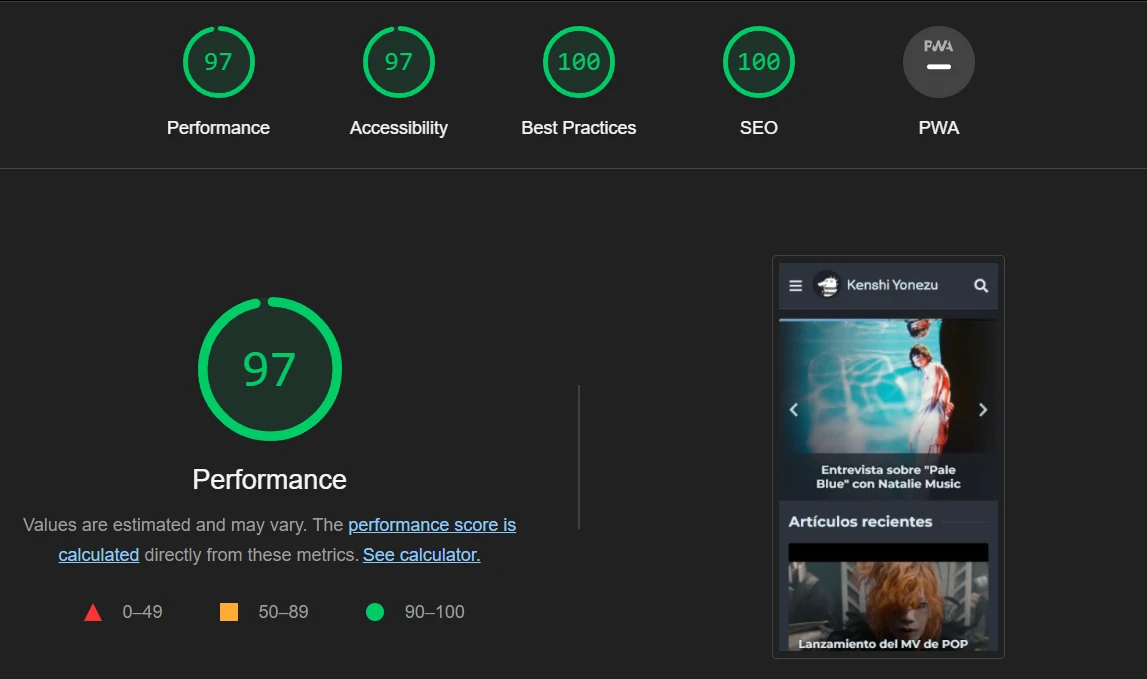 97
97
100
100
PWA
Performance
Accessibility
Best Practices
SEO
PWA
97
Performance
Values are estimated and may vary. The performance score is
calculated directly from these metrics. See calculator.
0–49
50–89
90–100
Kenshi Yonezu
Entrevista sobre "Pale
Blue" con Natalie Music
Artículos recientes
Lanzamiento del MV de POP